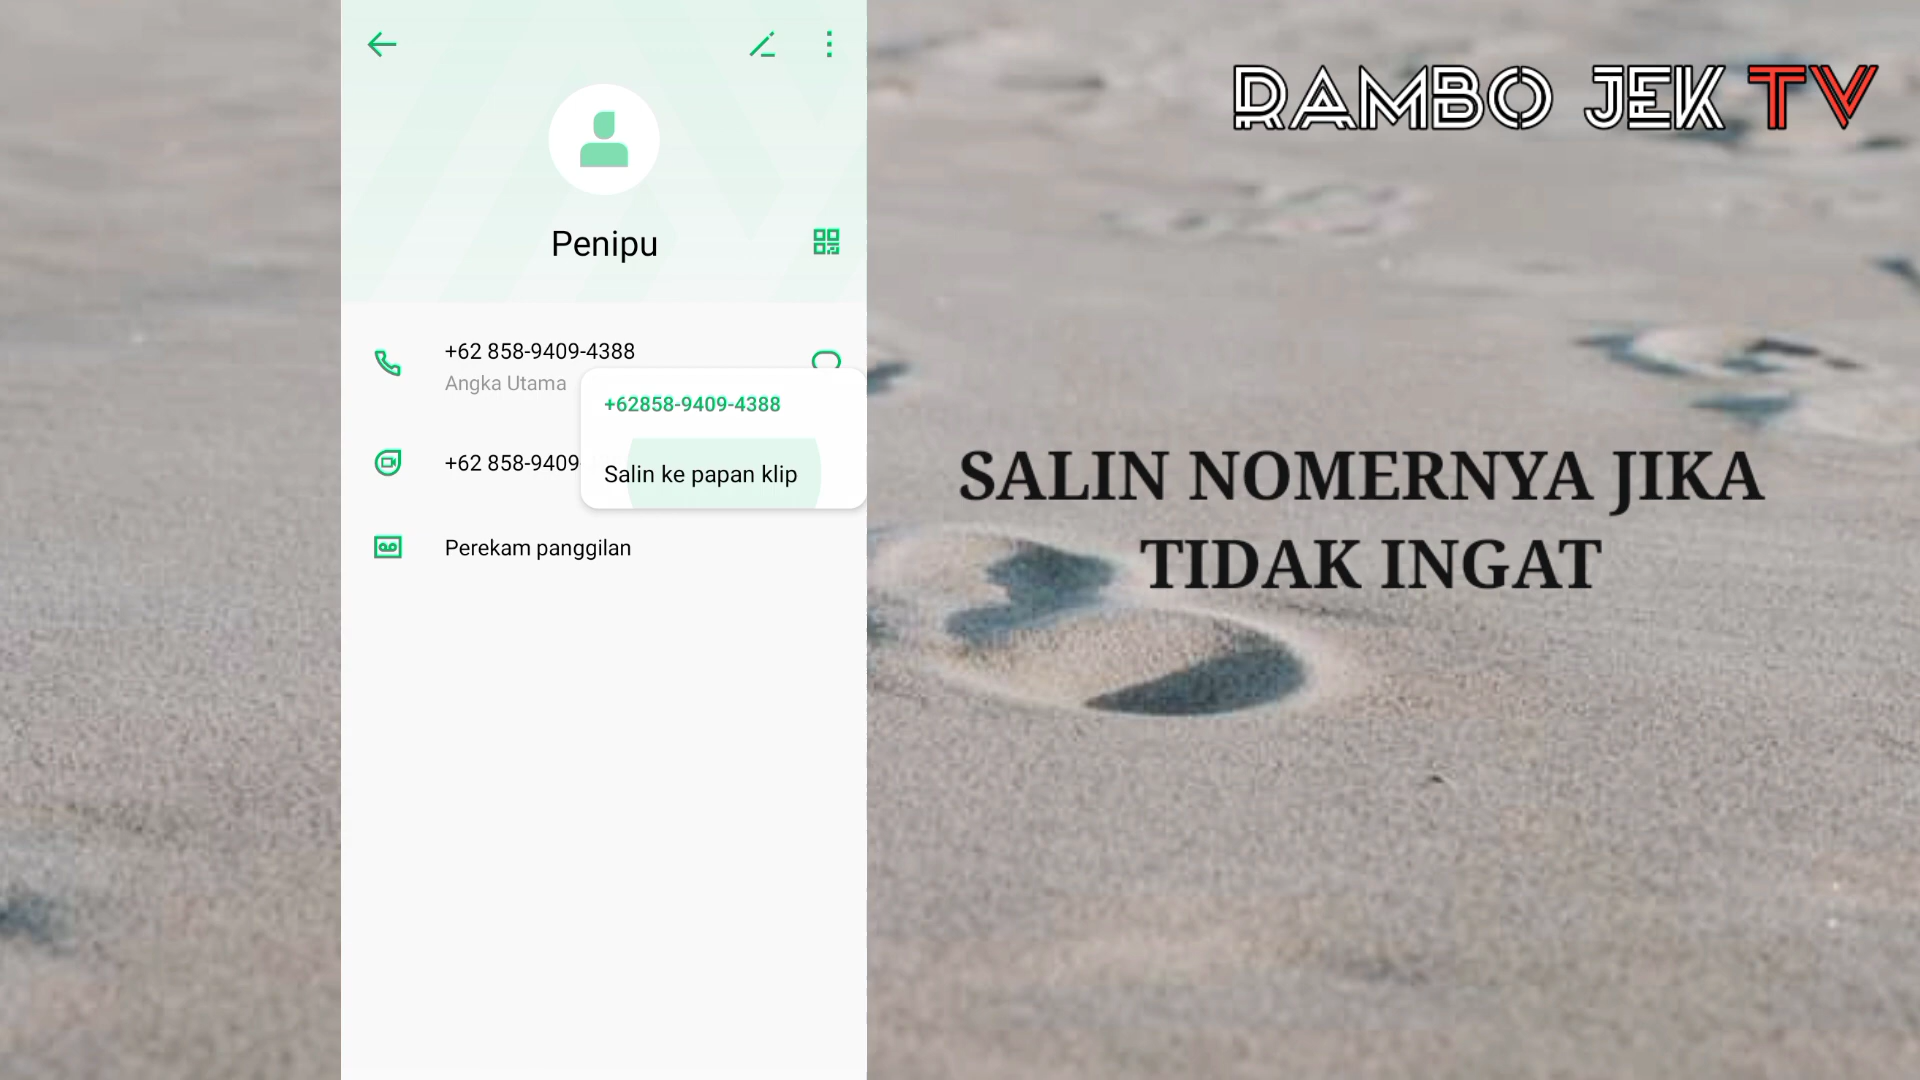 RAMBO JEK TV
Penipu
+62 858-9409-4388
Angka Utama
+62858-9409-4388
+62 858-9409
Salin ke papan klip
Perekam panggilan
SALIN NOMERNYA JIKA
TIDAK INGAT